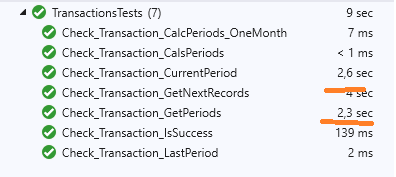 TransactionsTests (7) 9 sec
Check_Transaction_CalcPeriods_OneMonth 7 ms
Check_Transaction_CalsPeriods < 1 ms
Check_Transaction_CurrentPeriod 2,6 sec
Check_Transaction_GetNextRecords 4 sec
Check_Transaction_GetPeriods 2,3 sec
Check_Transaction_IsSuccess 139 ms
Check_Transaction_LastPeriod 2 ms